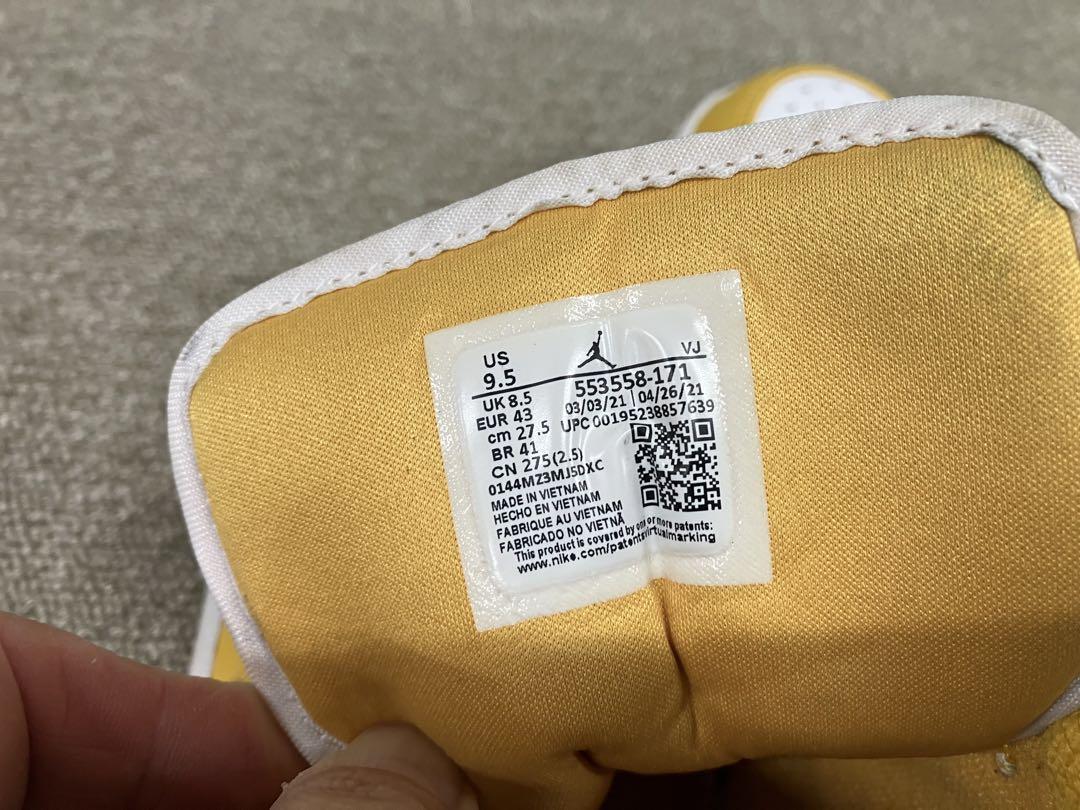 US VJ
9.5 553558-171
UK 8.5 03/03/21 | 04/26/21
EUR 43 UPC 00195238857639
cm 27.5
BR 41
CN 275(2.5)
0144MZ3MJ5DXC
MADE IN VIETNAM
HECHO EN VIETNAM
FABRIQUE AU VIETNAM
FABRICADO NO VIETNÃ
This product is covered by one or more patents:
www.nike.com/patentsvirtualmarking